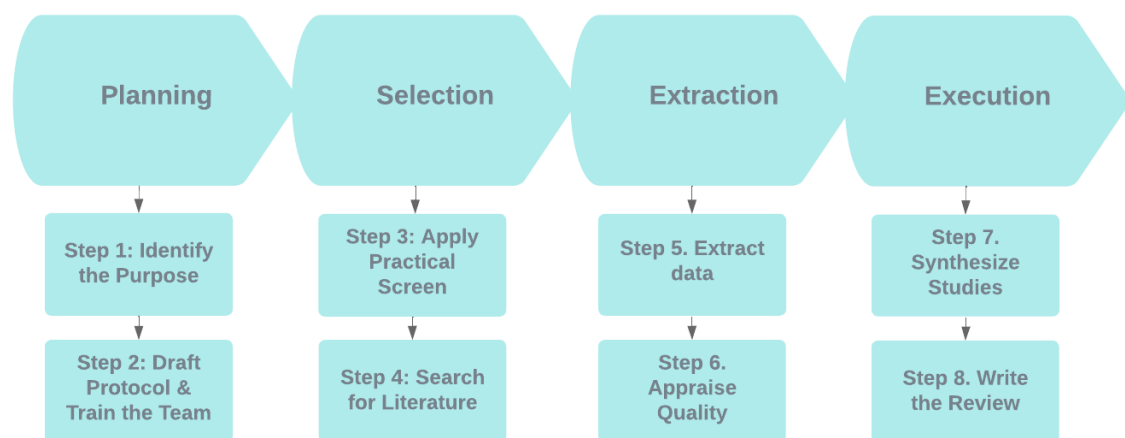 Planning
Selection
Extraction
Execution
Step 1: Identify
the Purpose
Step 2: Draft
Protocol &
Train the Team
Step 3: Apply
Practical
Screen
Step 4: Search
for Literature
Step 5. Extract
data
Step 6.
Appraise
Quality
Step 7.
Synthesize
Studies
Step 8. Write
the Review